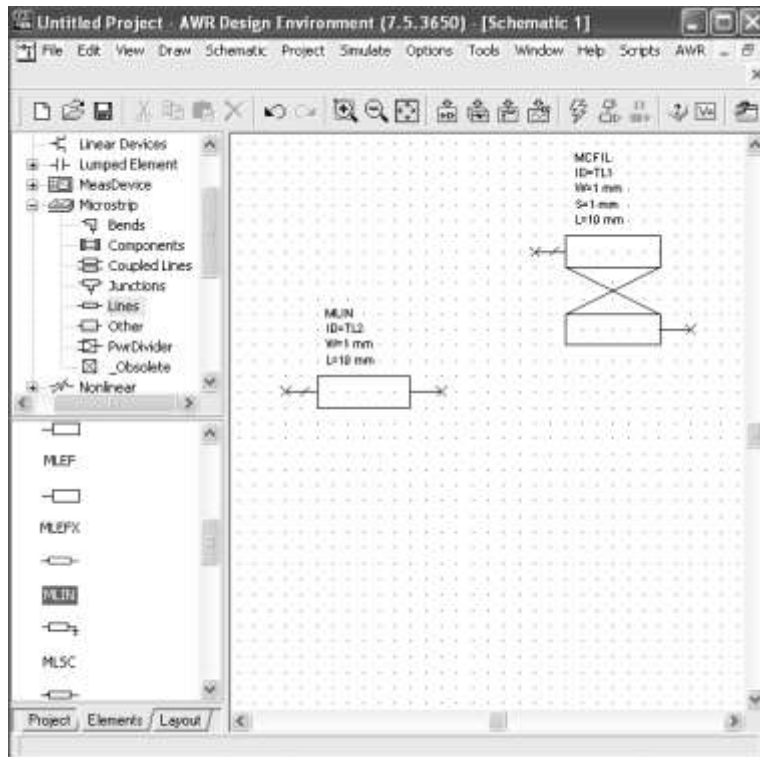 Untitled Project - AWR Design Environment (7.5.3650) - [Schematic 1]
File Edit View Draw Schematic Project Simulate Options Tools Window Help Scripts AWR
Linear Devices
Lumped Element
MeasDevice
Microstrip
Bends
Components
Coupled Lines
Junctions
Lines
Other
PwrDivider
_Obsolete
Nonlinear
MLEF
MLEFX
MLIN
MLSC
Project Elements Layout
MCFIL
ID=TL1
W=1 mm
S=1 mm
L=10 mm
MLIN
ID=TL2
W=1 mm
L=10 mm